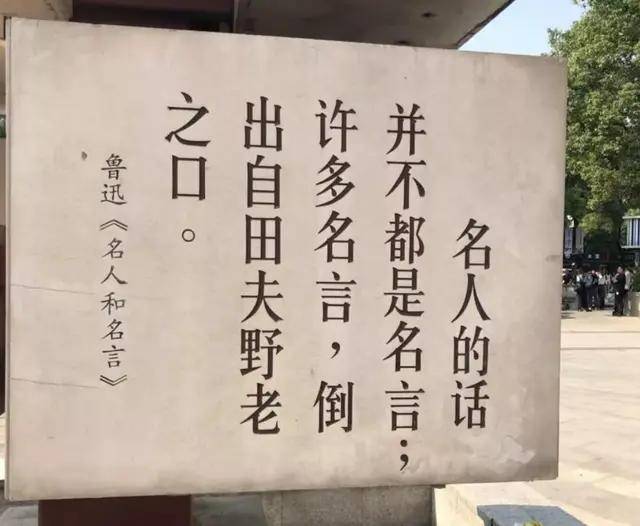 名人的话
并不都是名言；
许多名言，倒
出自田夫野老
之口。
鲁迅《名人和名言》